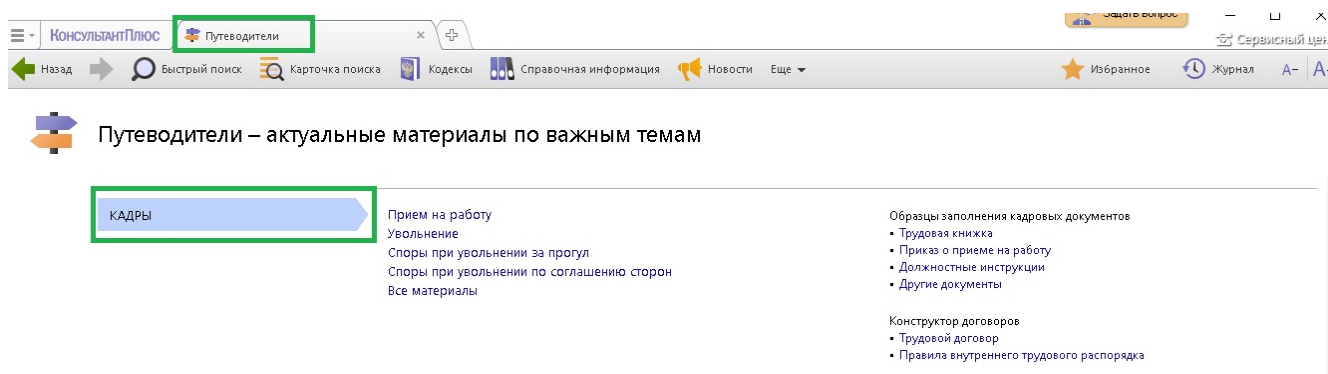 Задать вопрос
КонсультантПлюс Путеводители
Сервисный цен
Назад Быстрый поиск Карточка поиска Кодексы Справочная информация Новости Еще Избранное Журнал А− А
Путеводители – актуальные материалы по важным темам
КАДРЫ
Прием на работу
Увольнение
Споры при увольнении за прогул
Споры при увольнении по соглашению сторон
Все материалы
Образцы заполнения кадровых документов
▪ Трудовая книжка
▪ Приказ о приеме на работу
▪ Должностные инструкции
▪ Другие документы
Конструктор договоров
▪ Трудовой договор
▪ Правила внутреннего трудового распорядка